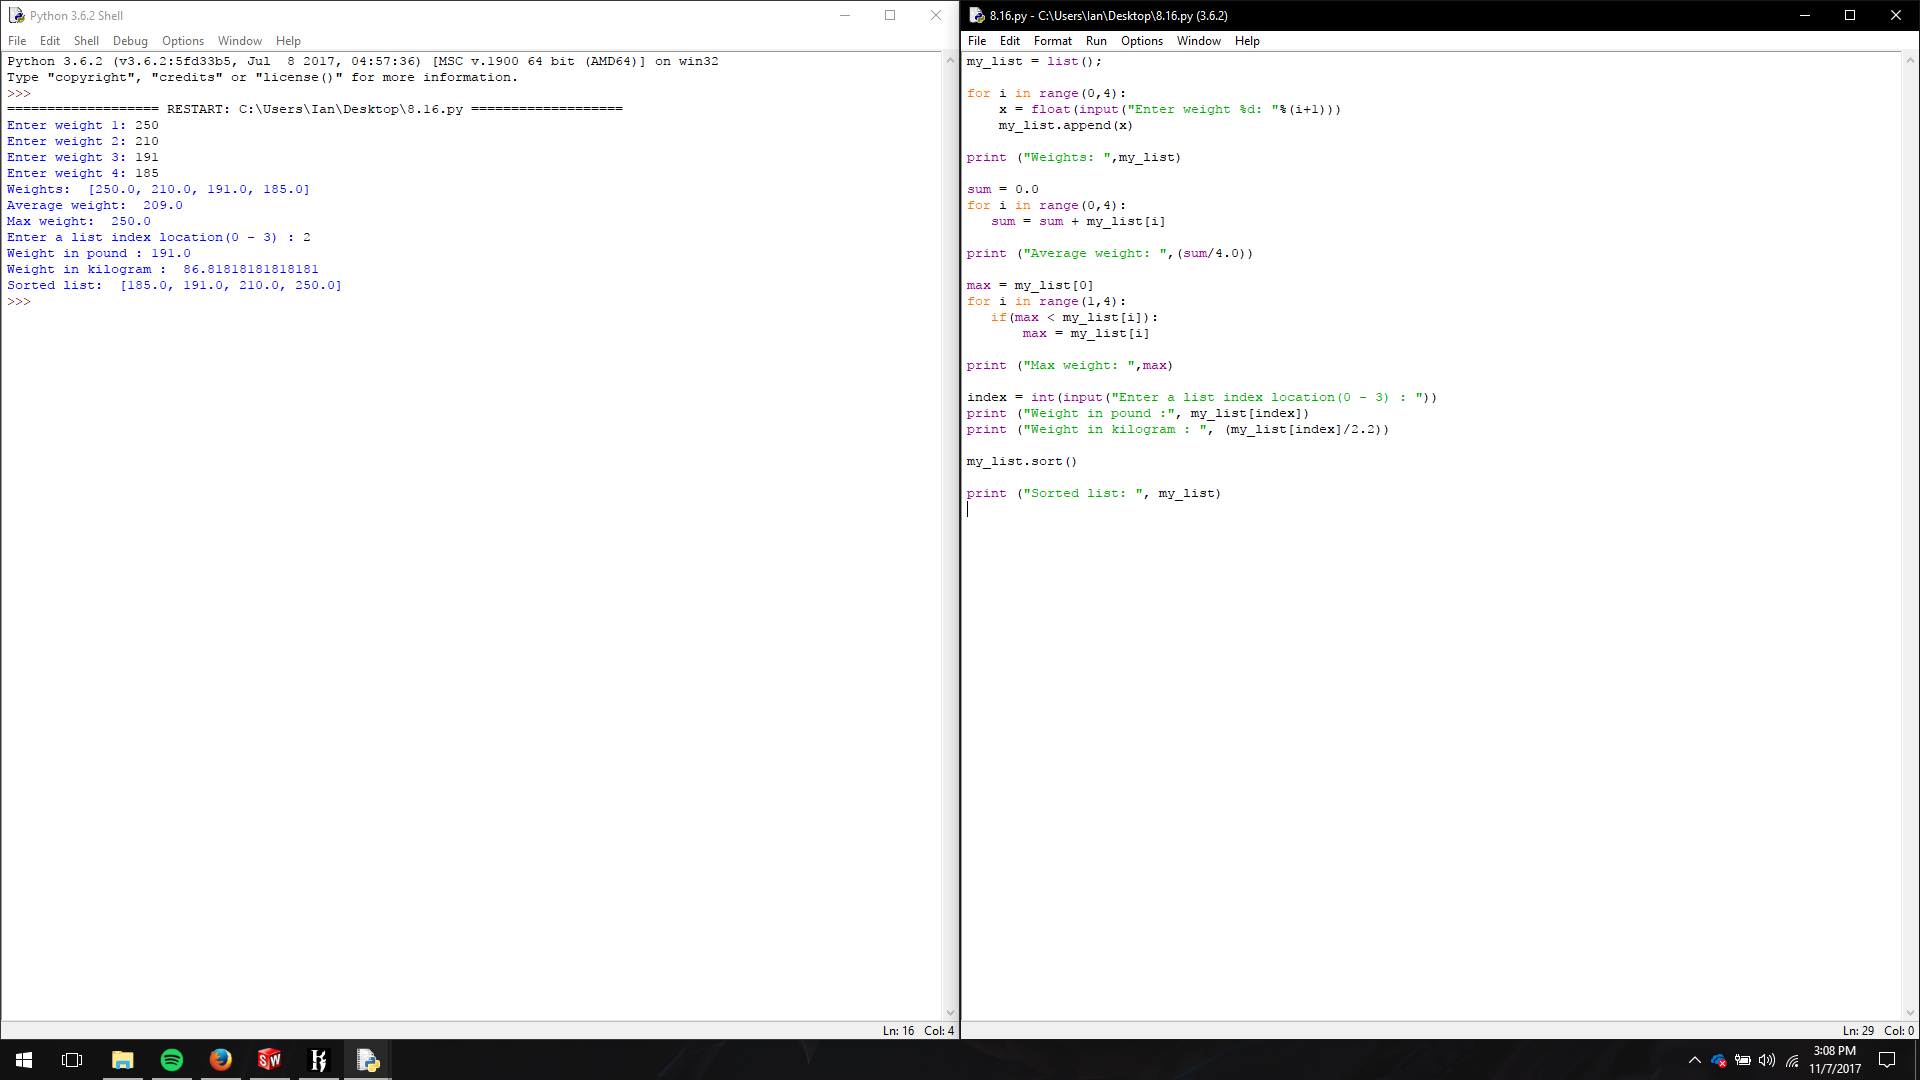 Python 3.6.2 Shell
File Edit Shell Debug Options Window Help
Python 3.6.2 (v3.6.2:5fd33b5, Jul  8 2017, 04:57:36) [MSC v.1900 64 bit (AMD64)] on win32
Type "copyright", "credits" or "license()" for more information.
>>>
=================== RESTART: C:\Users\Ian\Desktop\8.16.py ===================
Enter weight 1: 250
Enter weight 2: 210
Enter weight 3: 191
Enter weight 4: 185
Weights:  [250.0, 210.0, 191.0, 185.0]
Average weight:  209.0
Max weight:  250.0
Enter a list index location(0 - 3) : 2
Weight in pound : 191.0
Weight in kilogram :  86.81818181818181
Sorted list:  [185.0, 191.0, 210.0, 250.0]
>>>
Ln: 16 Col: 4
8.16.py - C:\Users\Ian\Desktop\8.16.py (3.6.2)
File Edit Format Run Options Window Help
my_list = list();
for i in range(0,4):
    x = float(input("Enter weight %d: "%(i+1)))
    my_list.append(x)
print ("Weights: ",my_list)
sum = 0.0
for i in range(0,4):
   sum = sum + my_list[i]
print ("Average weight: ",(sum/4.0))
max = my_list[0]
for i in range(1,4):
   if(max < my_list[i]):
       max = my_list[i]
print ("Max weight: ",max)
index = int(input("Enter a list index location(0 - 3) : "))
print ("Weight in pound :", my_list[index])
print ("Weight in kilogram : ", (my_list[index]/2.2))
my_list.sort()
print ("Sorted list: ", my_list)
Ln: 29 Col: 0
SW
3:08 PM
11/7/2017